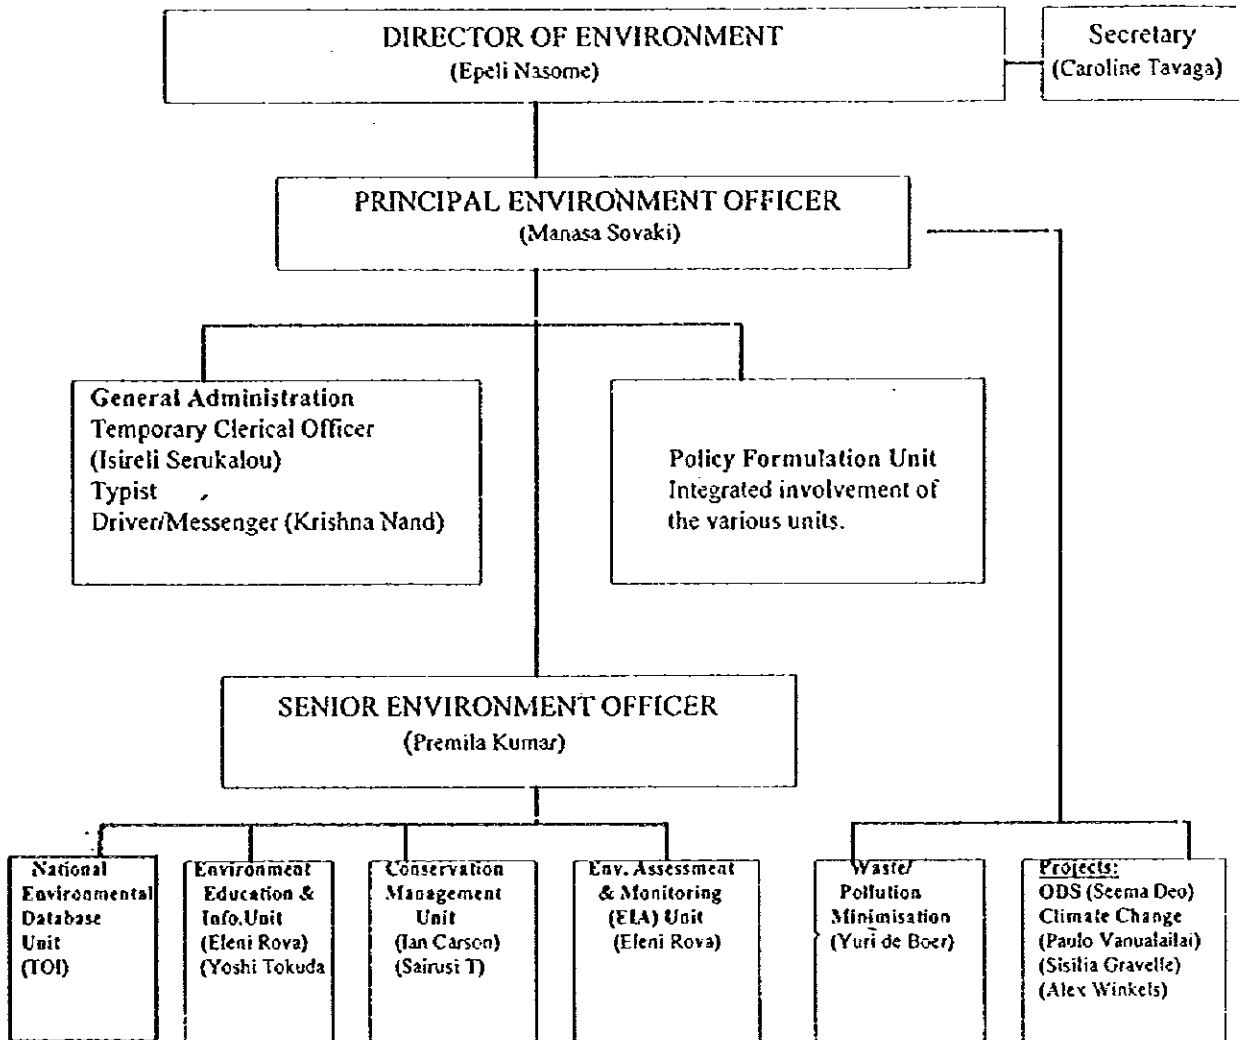 DIRECTOR OF ENVIRONMENT
(Epeli Nasome)
Secretary
(Caroline Tavaga)
PRINCIPAL ENVIRONMENT OFFICER
(Manasa Sovaki)
General Administration
Temporary Clerical Officer
(Isireli Serukalou)
Typist
Driver/Messenger (Krishna Nand)
Policy Formulation Unit
Integrated involvement of
the various units.
SENIOR ENVIRONMENT OFFICER
(Premila Kumar)
National
Environmental
Database
Unit
(TOI)
Environment
Education &
Info.Unit
(Eleni Rova)
(Yoshi Tokuda
Conservation
Management
Unit
(Ian Carson)
(Sairusi T)
Env. Assessment
& Monitoring
(EIA) Unit
(Eleni Rova)
Waste/
Pollution
Minimisation
(Yuri de Boer)
Projects:
ODS (Seema Deo)
Climate Change
(Paulo Vanualailai)
(Sisilia Gravelle)
(Alex Winkels)